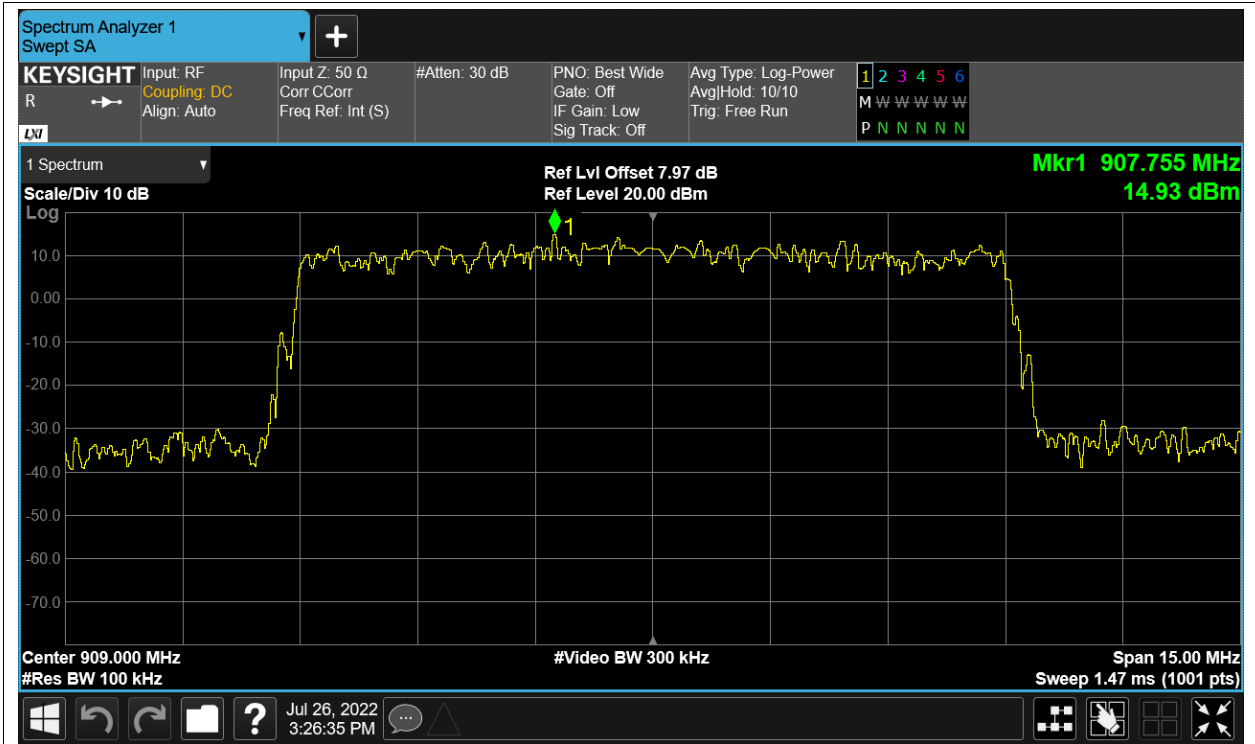 Spectrum Analyzer 1
Swept SA
KEYSIGHT
R
LXI
Input: RF
Coupling: DC
Align: Auto
Input Z: 50 Ω
Corr CCorr
Freq Ref: Int (S)
#Atten: 30 dB
PNO: Best Wide
Gate: Off
IF Gain: Low
Sig Track: Off
Avg Type: Log-Power
Avg|Hold: 10/10
Trig: Free Run
1 2 3 4 5 6
M W W W W W
P N N N N N
1 Spectrum
Scale/Div 10 dB
Log
Ref Lvl Offset 7.97 dB
Ref Level 20.00 dBm
Mkr1 907.755 MHz
14.93 dBm
1
10.0
0.00
-10.0
-20.0
-30.0
-40.0
-50.0
-60.0
-70.0
Center 909.000 MHz
#Res BW 100 kHz
#Video BW 300 kHz
Span 15.00 MHz
Sweep 1.47 ms (1001 pts)
?
Jul 26, 2022
3:26:35 PM